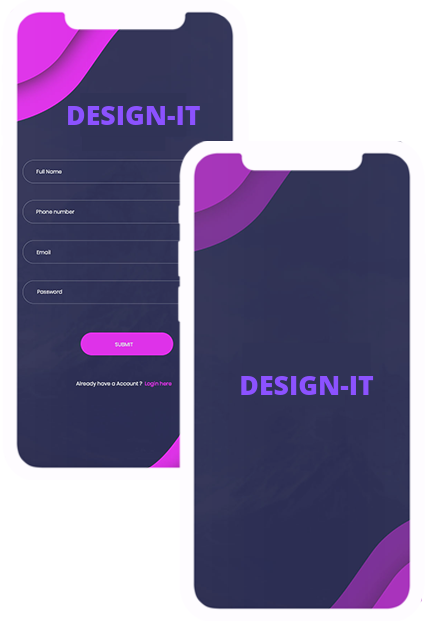 DESIGN-IT
Full Name
Phone number
Email
Password
SUBMIT
Already have a Account ? Login here
DESIGN-IT